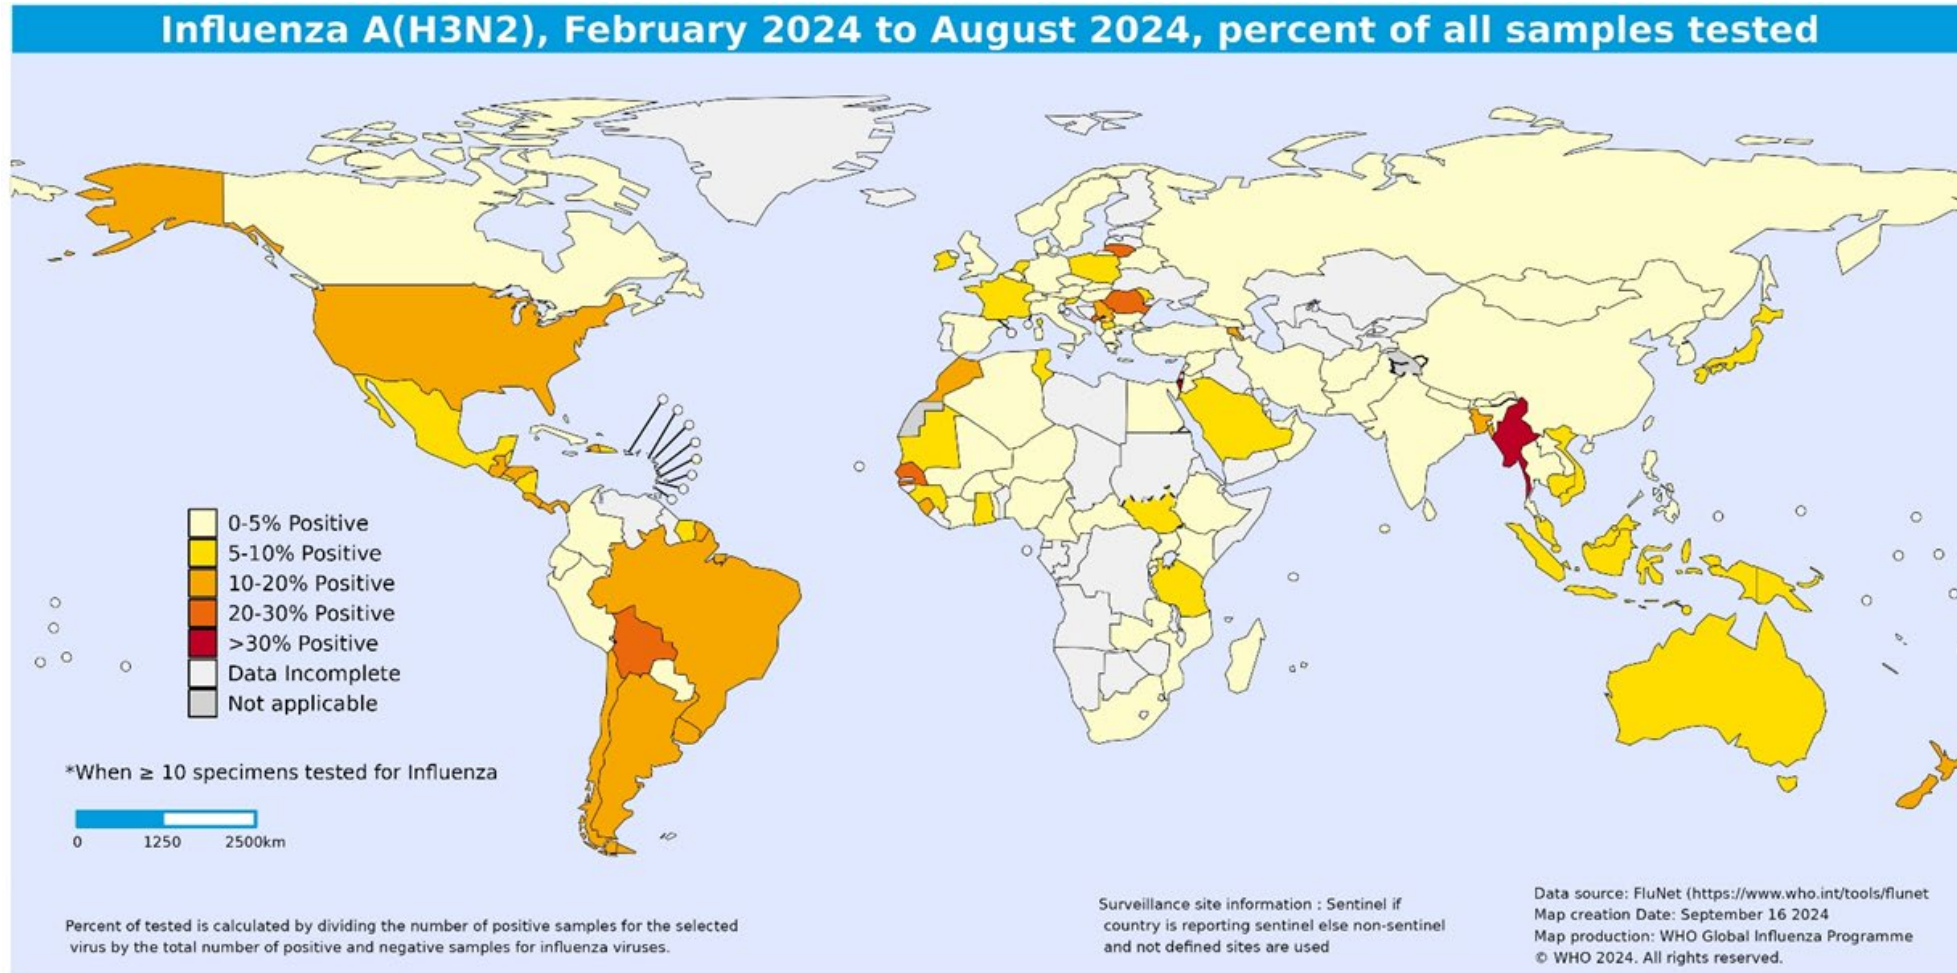 Influenza A(H3N2), February 2024 to August 2024, percent of all samples tested
0-5% Positive
5-10% Positive
10-20% Positive
20-30% Positive
>30% Positive
Data Incomplete
Not applicable
*When ≥ 10 specimens tested for Influenza
0 1250 2500km
Percent of tested is calculated by dividing the number of positive samples for the selected
virus by the total number of positive and negative samples for influenza viruses.
Surveillance site information : Sentinel if
country is reporting sentinel else non-sentinel
and not defined sites are used
Data source: FluNet (https://www.who.int/tools/flunet
Map creation Date: September 16 2024
Map production: WHO Global Influenza Programme
© WHO 2024. All rights reserved.